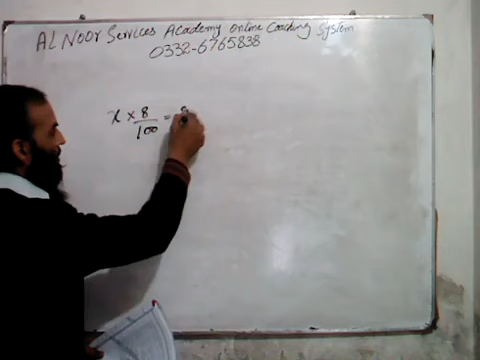 AL NOOR Services Academy Online Coaching System
0332-6765838
x × 8/100 =